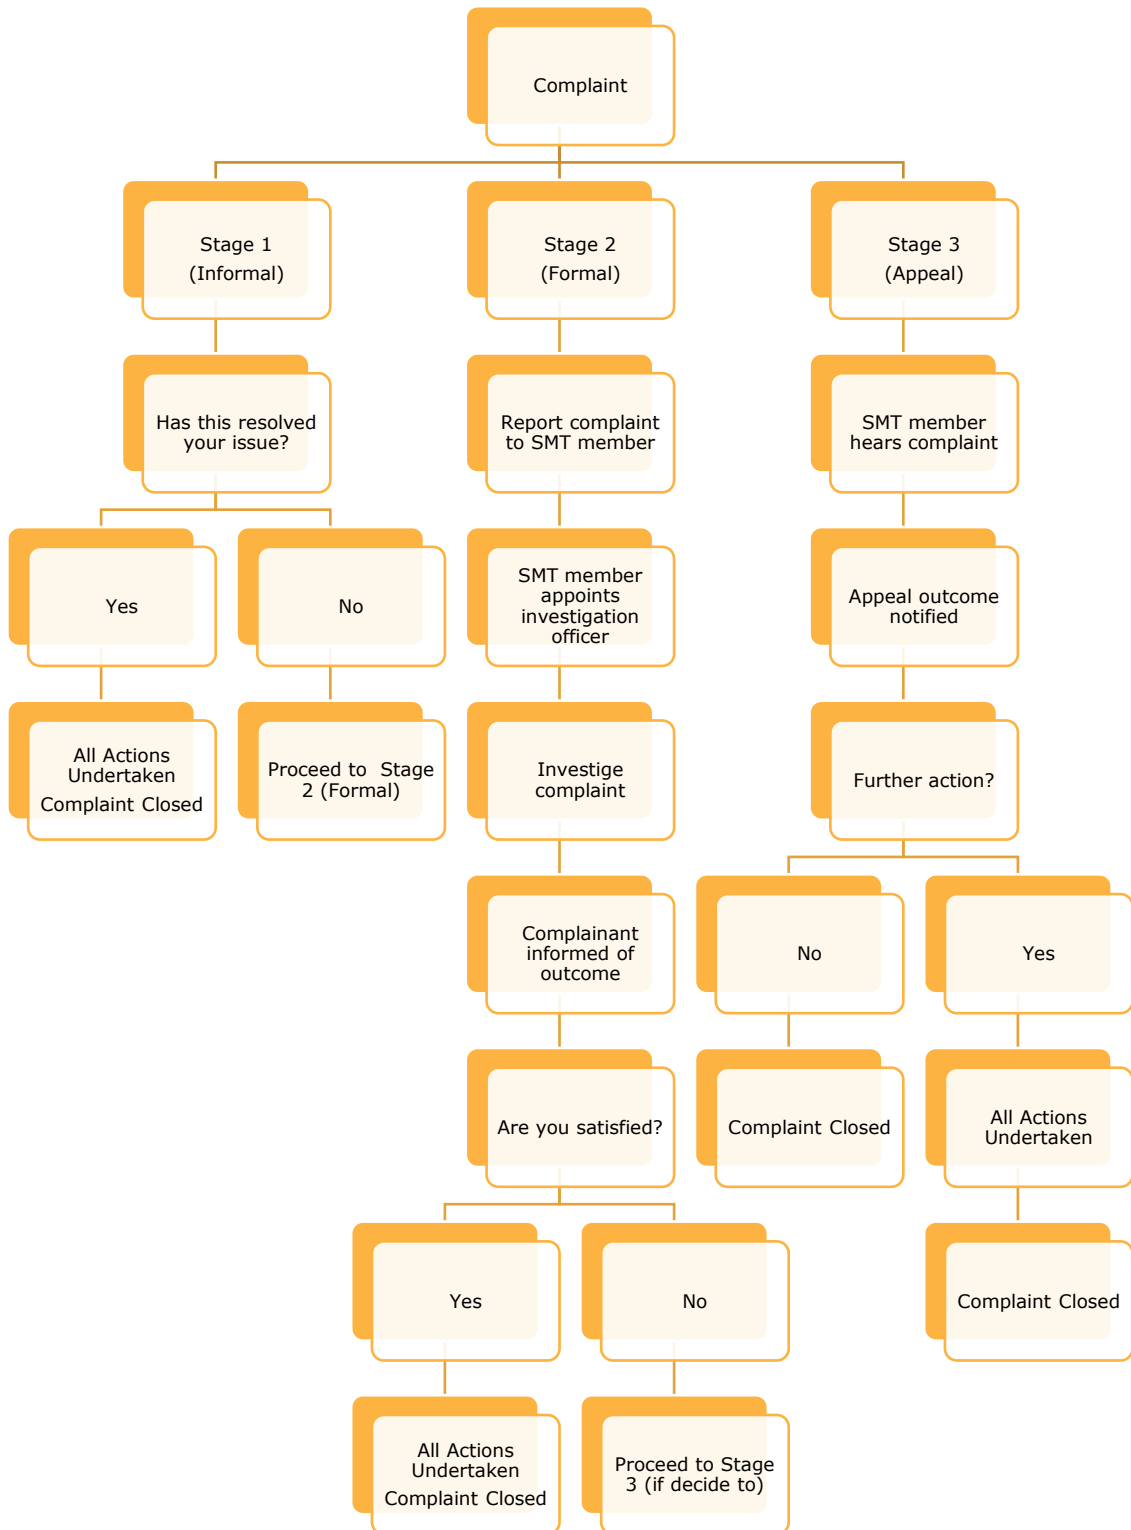 Complaint
Stage 1
(Informal)
Stage 2
(Formal)
Stage 3
(Appeal)
Has this resolved
your issue?
Report complaint
to SMT member
SMT member
hears complaint
Yes
No
SMT member
appoints
investigation
officer
Appeal outcome
notified
All Actions
Undertaken
Complaint Closed
Proceed to  Stage
2 (Formal)
Investige
complaint
Further action?
Complainant
informed of
outcome
No
Yes
Are you satisfied?
Complaint Closed
All Actions
Undertaken
Yes
No
Complaint Closed
All Actions
Undertaken
Complaint Closed
Proceed to Stage
3 (if decide to)